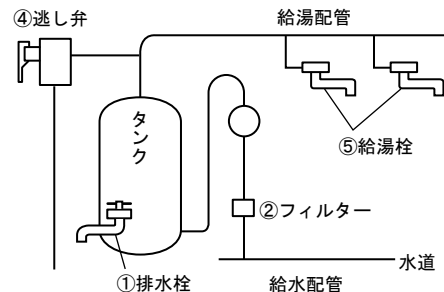 ④逃し弁
給湯配管
タンク
⑤給湯栓
②フィルター
水道
①排水栓
給水配管